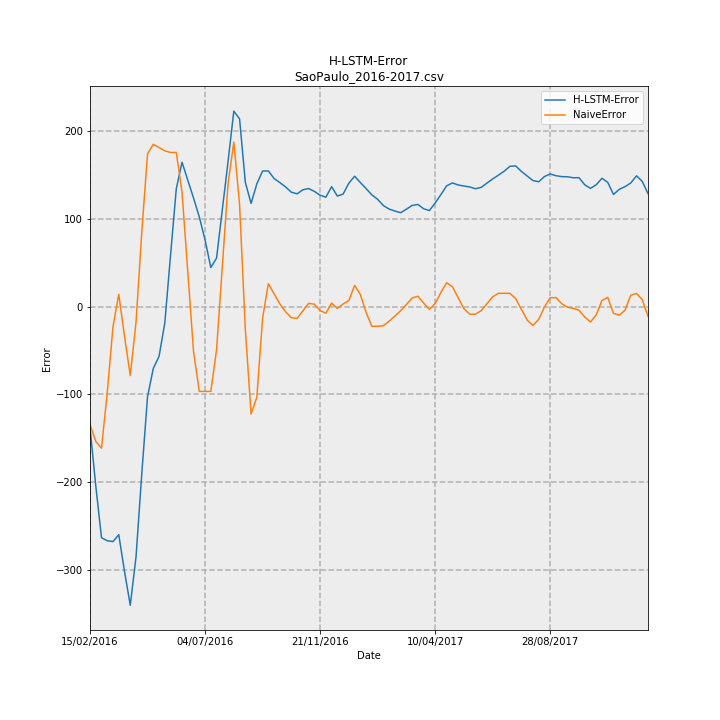 H-LSTM-Error
SaoPaulo_2016-2017.csv
H-LSTM-Error
NaiveError
200
100
0
−100
−200
−300
Error
15/02/2016
04/07/2016
21/11/2016
10/04/2017
28/08/2017
Date